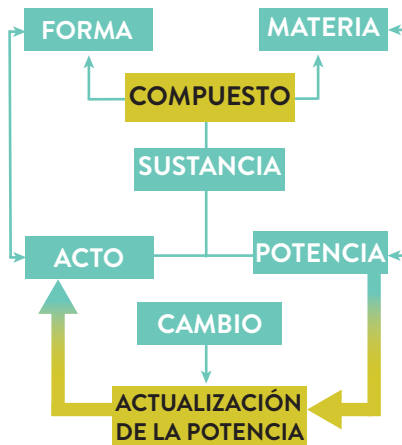 FORMA
MATERIA
COMPUESTO
SUSTANCIA
ACTO
POTENCIA
CAMBIO
ACTUALIZACIÓN
DE LA POTENCIA